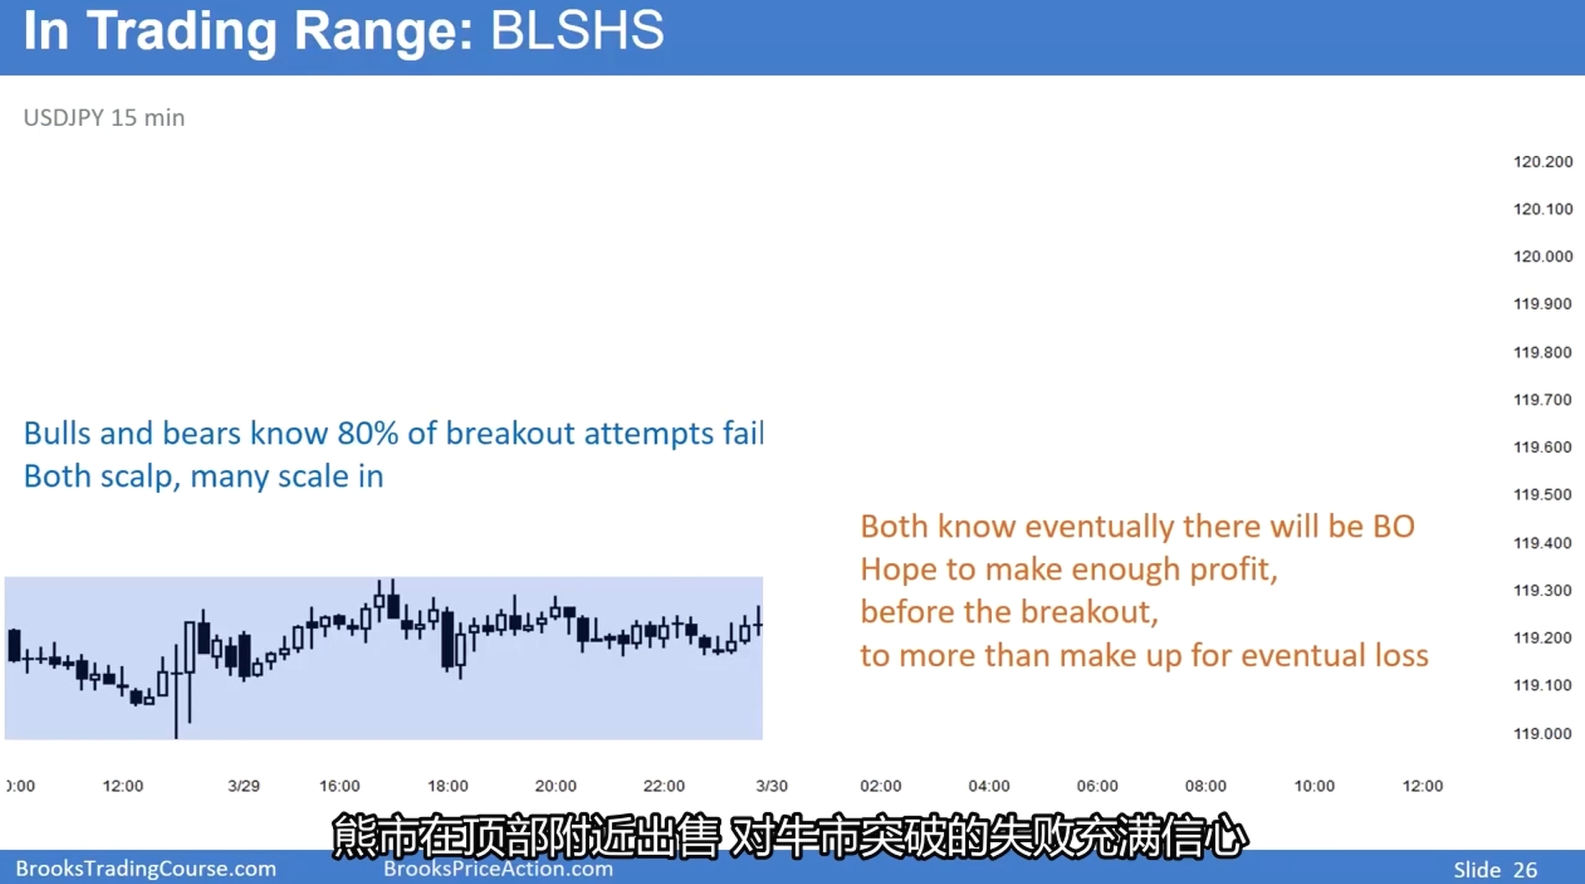 In Trading Range: BLSHS
USDJPY 15 min
120.200
120.100
120.000
119.900
119.800
119.700
119.600
119.500
119.400
119.300
119.200
119.100
119.000
Bulls and bears know 80% of breakout attempts fail
Both scalp, many scale in
Both know eventually there will be BO
Hope to make enough profit,
before the breakout,
to more than make up for eventual loss
0:00 12:00 3/29 16:00 18:00 20:00 22:00 3/30 02:00 04:00 06:00 08:00 10:00 12:00
熊市在顶部附近出售 对牛市突破的失败充满信心
BrooksTradingCourse.com BrooksPriceAction.com Slide 26